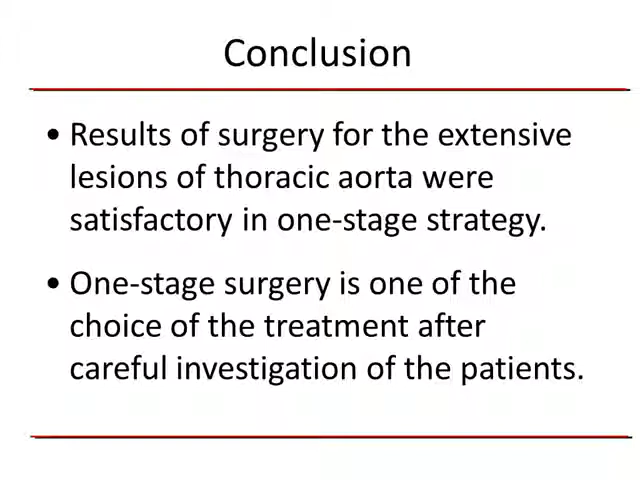 Conclusion
• Results of surgery for the extensive
lesions of thoracic aorta were
satisfactory in one-stage strategy.
• One-stage surgery is one of the
choice of the treatment after
careful investigation of the patients.